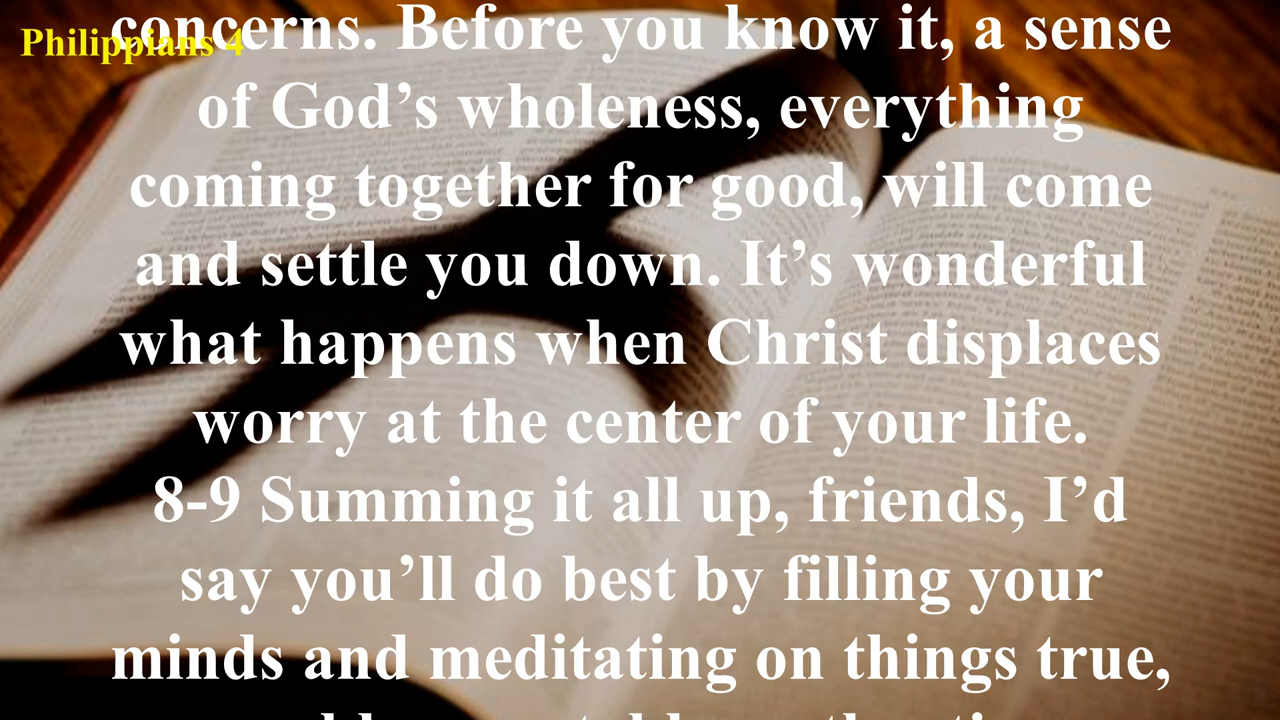 Philippians 4
concerns. Before you know it, a sense
of God’s wholeness, everything
coming together for good, will come
and settle you down. It’s wonderful
what happens when Christ displaces
worry at the center of your life.
8-9 Summing it all up, friends, I’d
say you’ll do best by filling your
minds and meditating on things true,